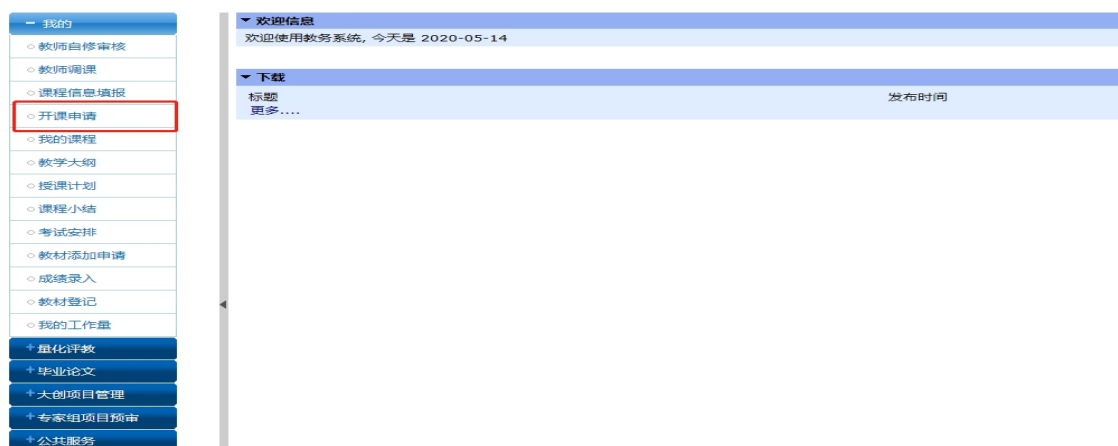 我的
教师自修审核
教师调课
课程信息填报
开课申请
我的课程
教学大纲
授课计划
课程小结
考试安排
教材添加申请
成绩录入
教材登记
我的工作量
量化评教
毕业论文
大创项目管理
专家组项目预审
公共服务
欢迎信息
欢迎使用教务系统, 今天是 2020-05-14
下载
标题 发布时间
更多....